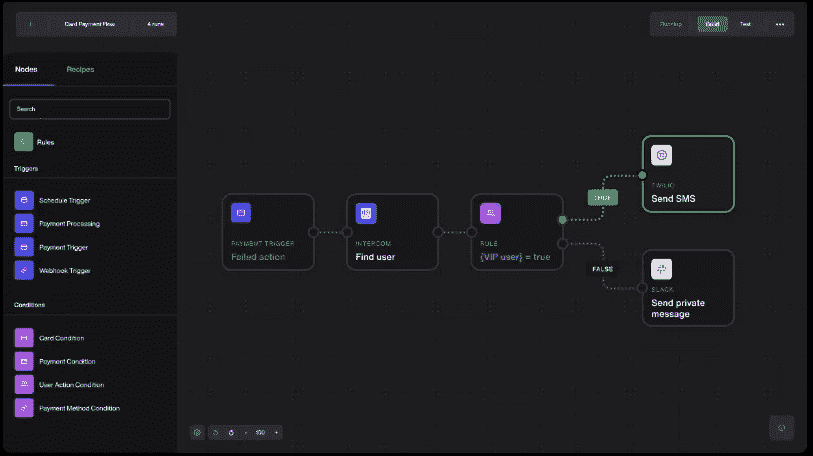 Card Payment Flow
4 runs
Build
Test
Nodes
Recipes
Search
Rules
Triggers
Schedule Trigger
Payment Processing
Payment Trigger
Webhook Trigger
Conditions
Card Condition
Payment Condition
User Action Condition
Payment Method Condition
PAYMENT TRIGGER
Failed action
INTERCOM
Find user
RULE
{VIP user} = true
TRUE
FALSE
TWILIO
Send SMS
SLACK
Send private
message
100